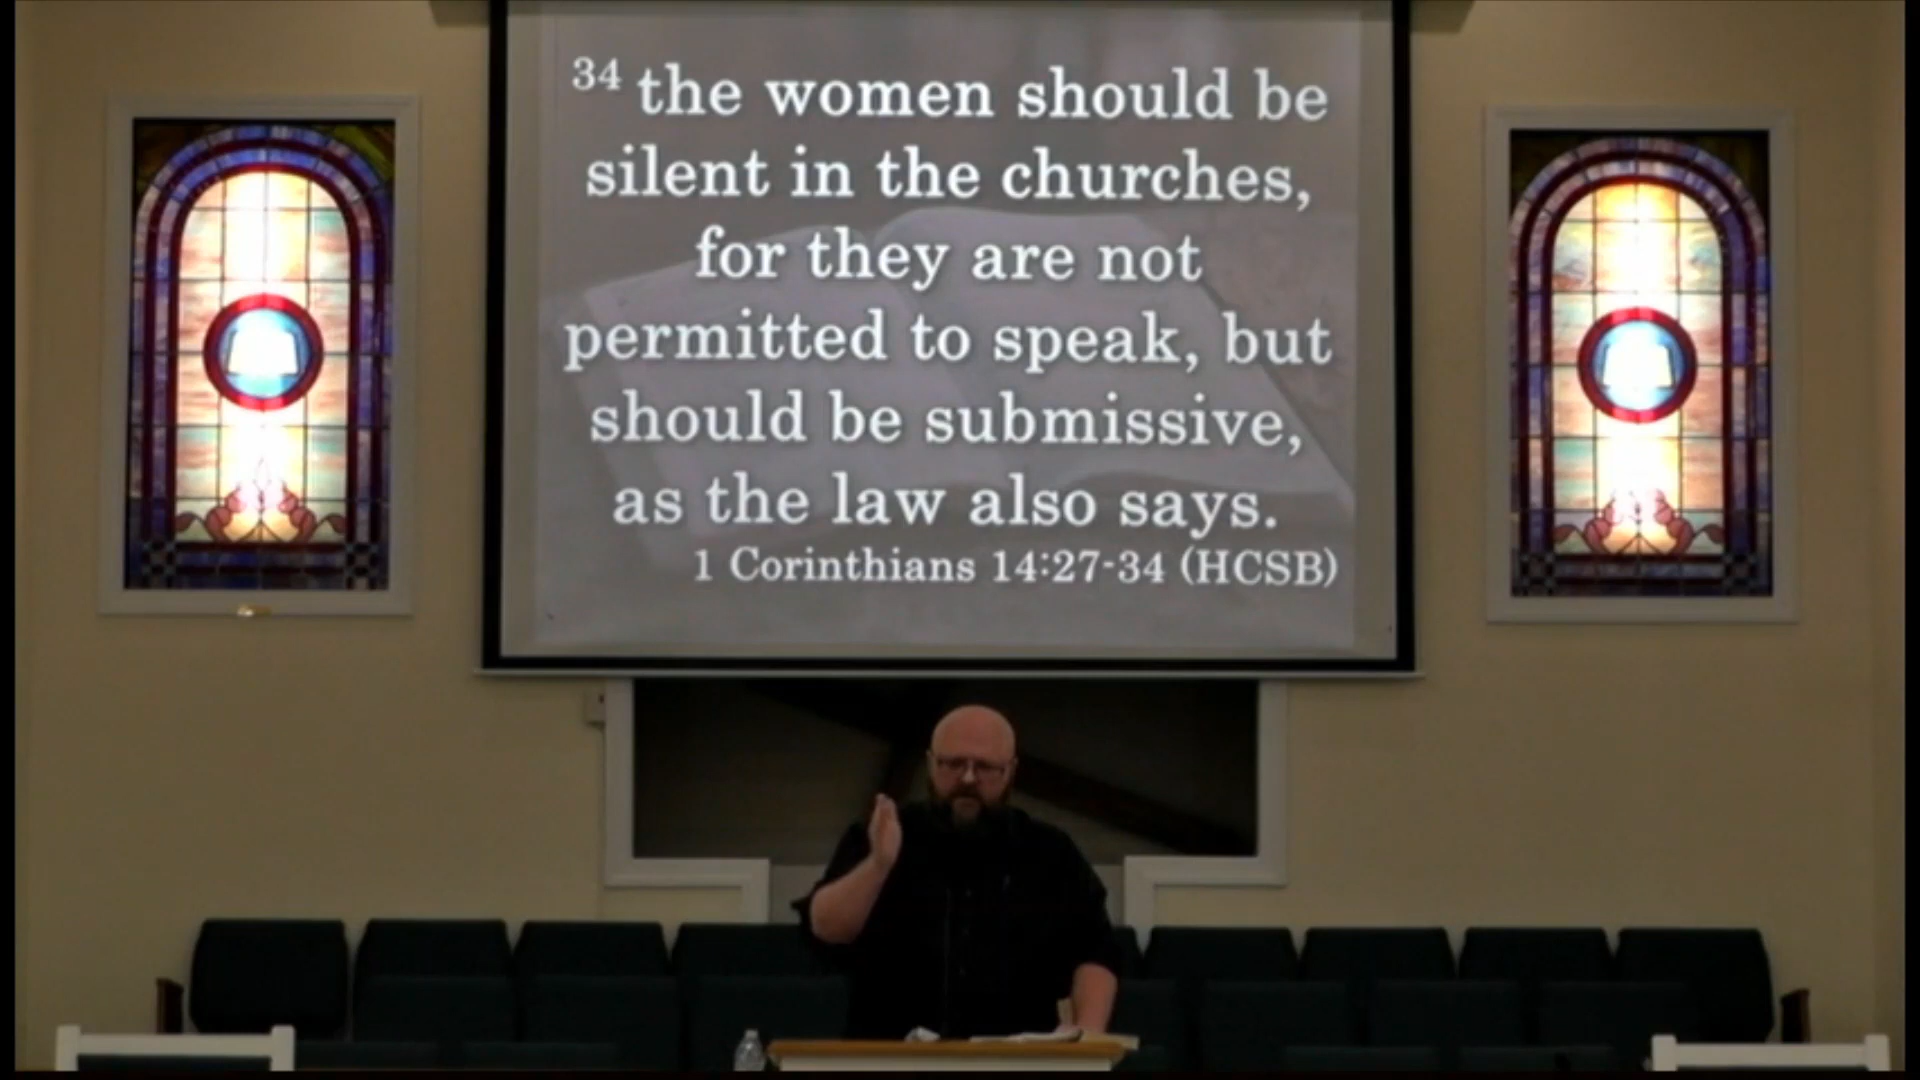 34 the women should be
silent in the churches,
for they are not
permitted to speak, but
should be submissive,
as the law also says.
1 Corinthians 14:27-34 (HCSB)